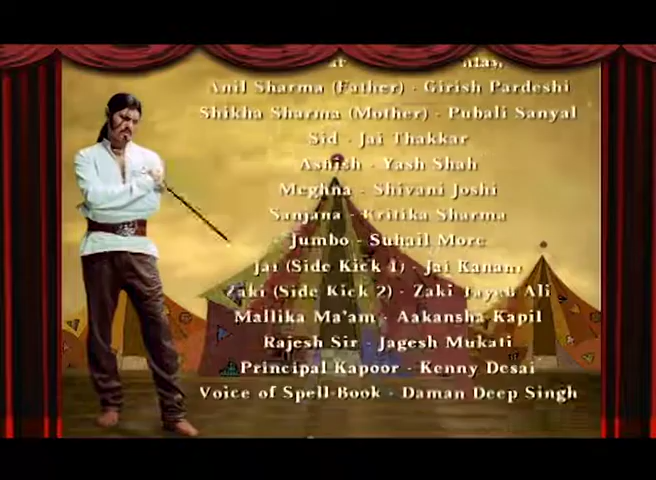 Anil Sharma (Father) - Girish Pardeshi
Shikha Sharma (Mother) - Pubali Sanyal
Sid - Jai Thakkar
Ashish - Yash Shah
Meghna - Shivani Joshi
Sanjana - Kritika Sharma
Jumbo - Suhail More
Jai (Side Kick 1) - Jai Kanani
Zaki (Side Kick 2) - Zaki Tayeb Ali
Mallika Ma'am - Aakansha Kapil
Rajesh Sir - Jagesh Mukati
Principal Kapoor - Kenny Desai
Voice of Spell-Book - Daman Deep Singh